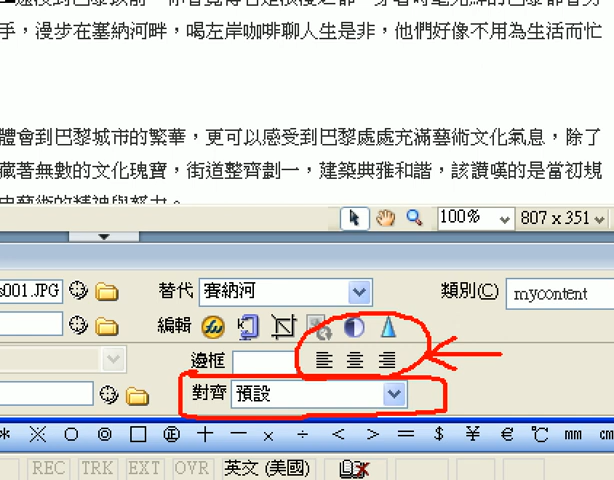 手，漫步在塞納河畔，喝左岸咖啡聊人生是非，他們好像不用為生活而忙
體會到巴黎城市的繁華，更可以感受到巴黎處處充滿藝術文化氣息，除了
藏著無數的文化瑰寶，街道整齊劃一，建築典雅和諧，該讚嘆的是當初規
100% 807 x 351
s001.JPG 替代 賽納河 類別(C) mycontent
編輯
邊框
對齊 預設
※ ○ ◎ □ ㊣ + - × ÷ < > = $ ¥ € ℃ mm cm
REC TRK EXT OVR 英文 (美國)